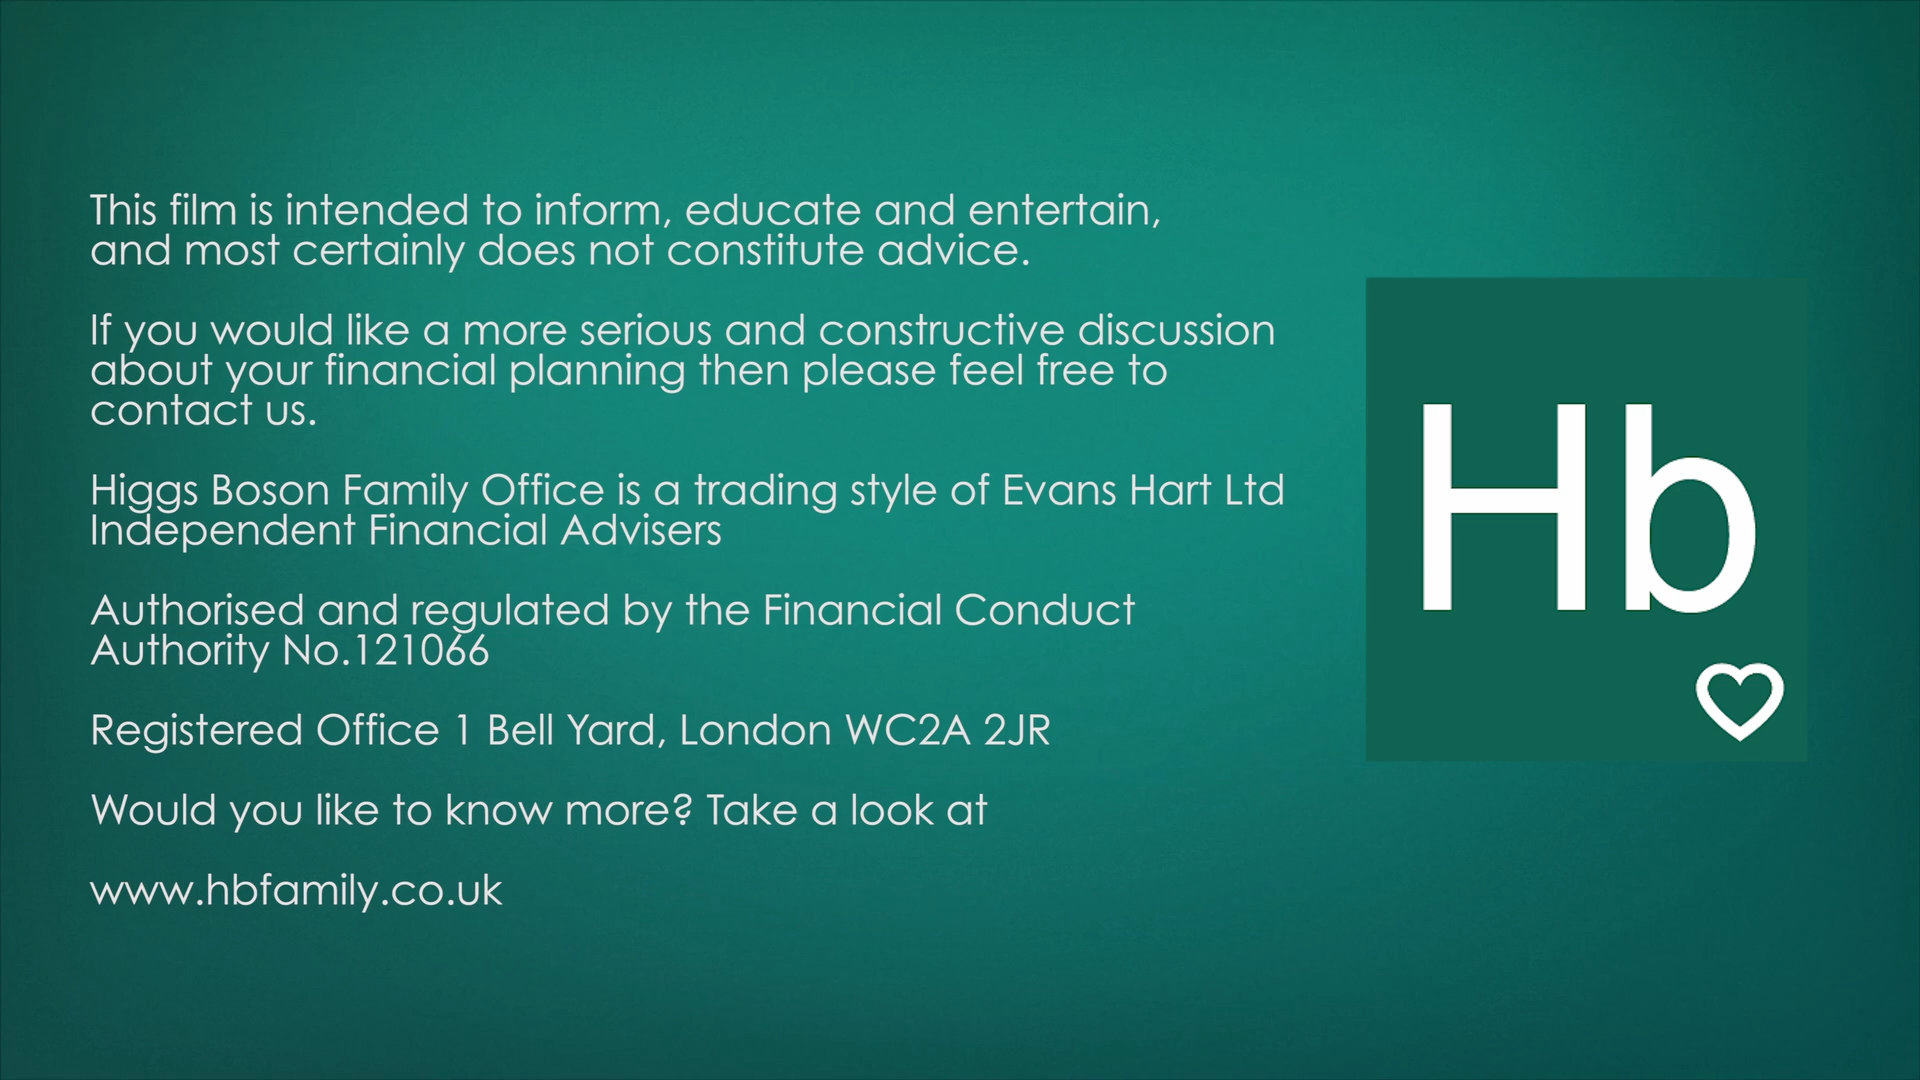 This film is intended to inform, educate and entertain,
and most certainly does not constitute advice.
If you would like a more serious and constructive discussion
about your financial planning then please feel free to
contact us.
Higgs Boson Family Office is a trading style of Evans Hart Ltd
Independent Financial Advisers
Authorised and regulated by the Financial Conduct
Authority No.121066
Registered Office 1 Bell Yard, London WC2A 2JR
Would you like to know more? Take a look at
www.hbfamily.co.uk
Hb